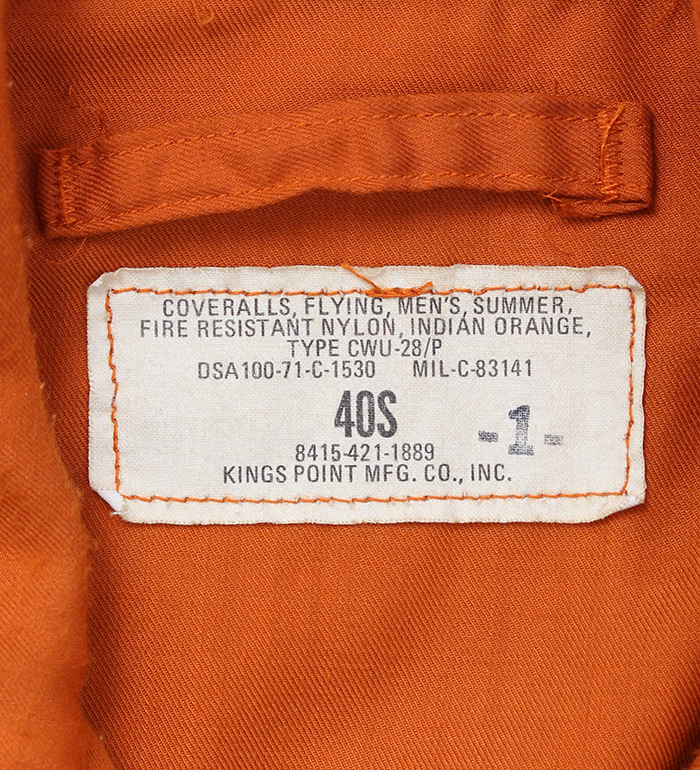 COVERALLS, FLYING, MEN'S, SUMMER,
FIRE RESISTANT NYLON, INDIAN ORANGE,
TYPE CWU-28/P
DSA100-71-C-1530 MIL-C-83141
40S
-1-
8415-421-1889
KINGS POINT MFG. CO., INC.